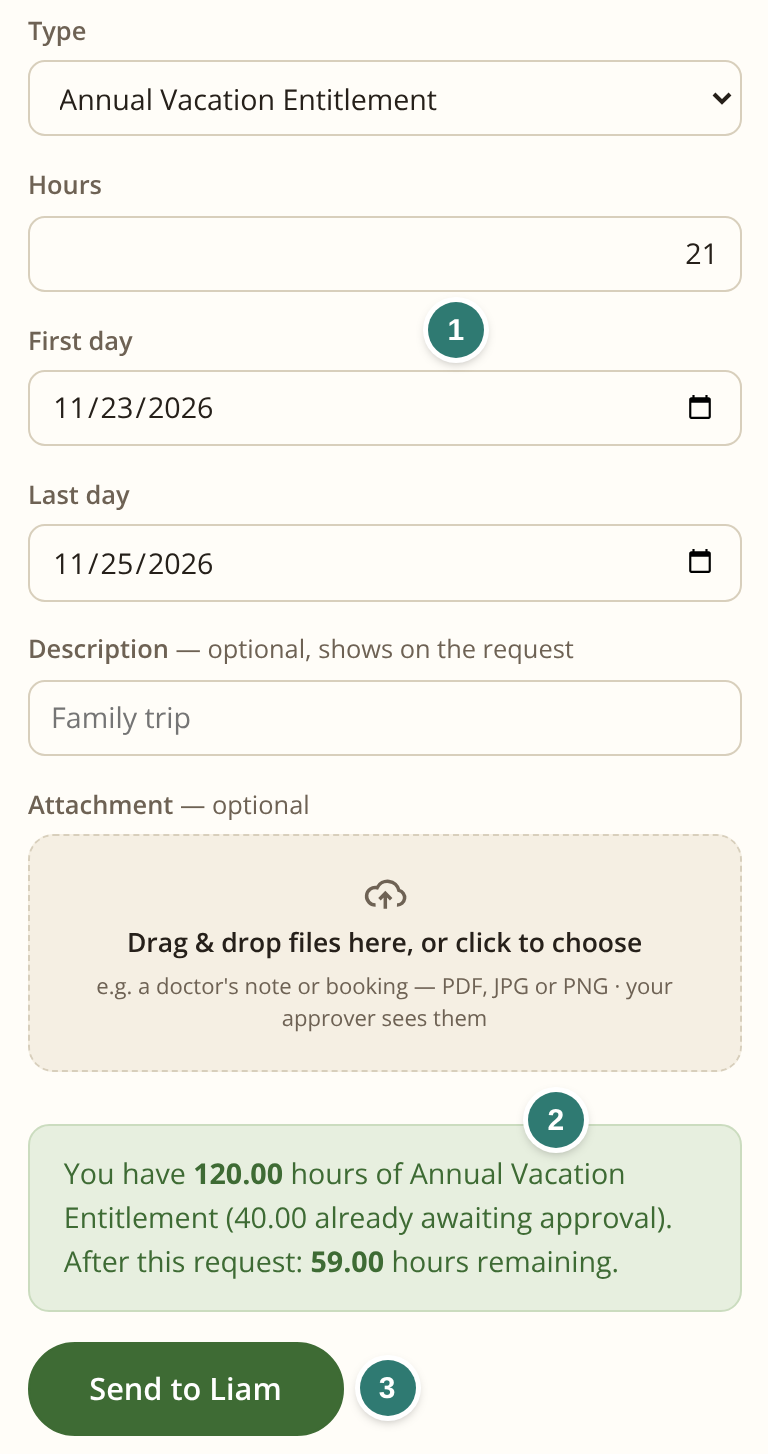 Type
Annual Vacation Entitlement
Hours
21
1
First day
11/23/2026
Last day
11/25/2026
Description — optional, shows on the request
Family trip
Attachment — optional
Drag & drop files here, or click to choose
e.g. a doctor's note or booking — PDF, JPG or PNG · your
approver sees them
2
You have 120.00 hours of Annual Vacation
Entitlement (40.00 already awaiting approval).
After this request: 59.00 hours remaining.
Send to Liam
3